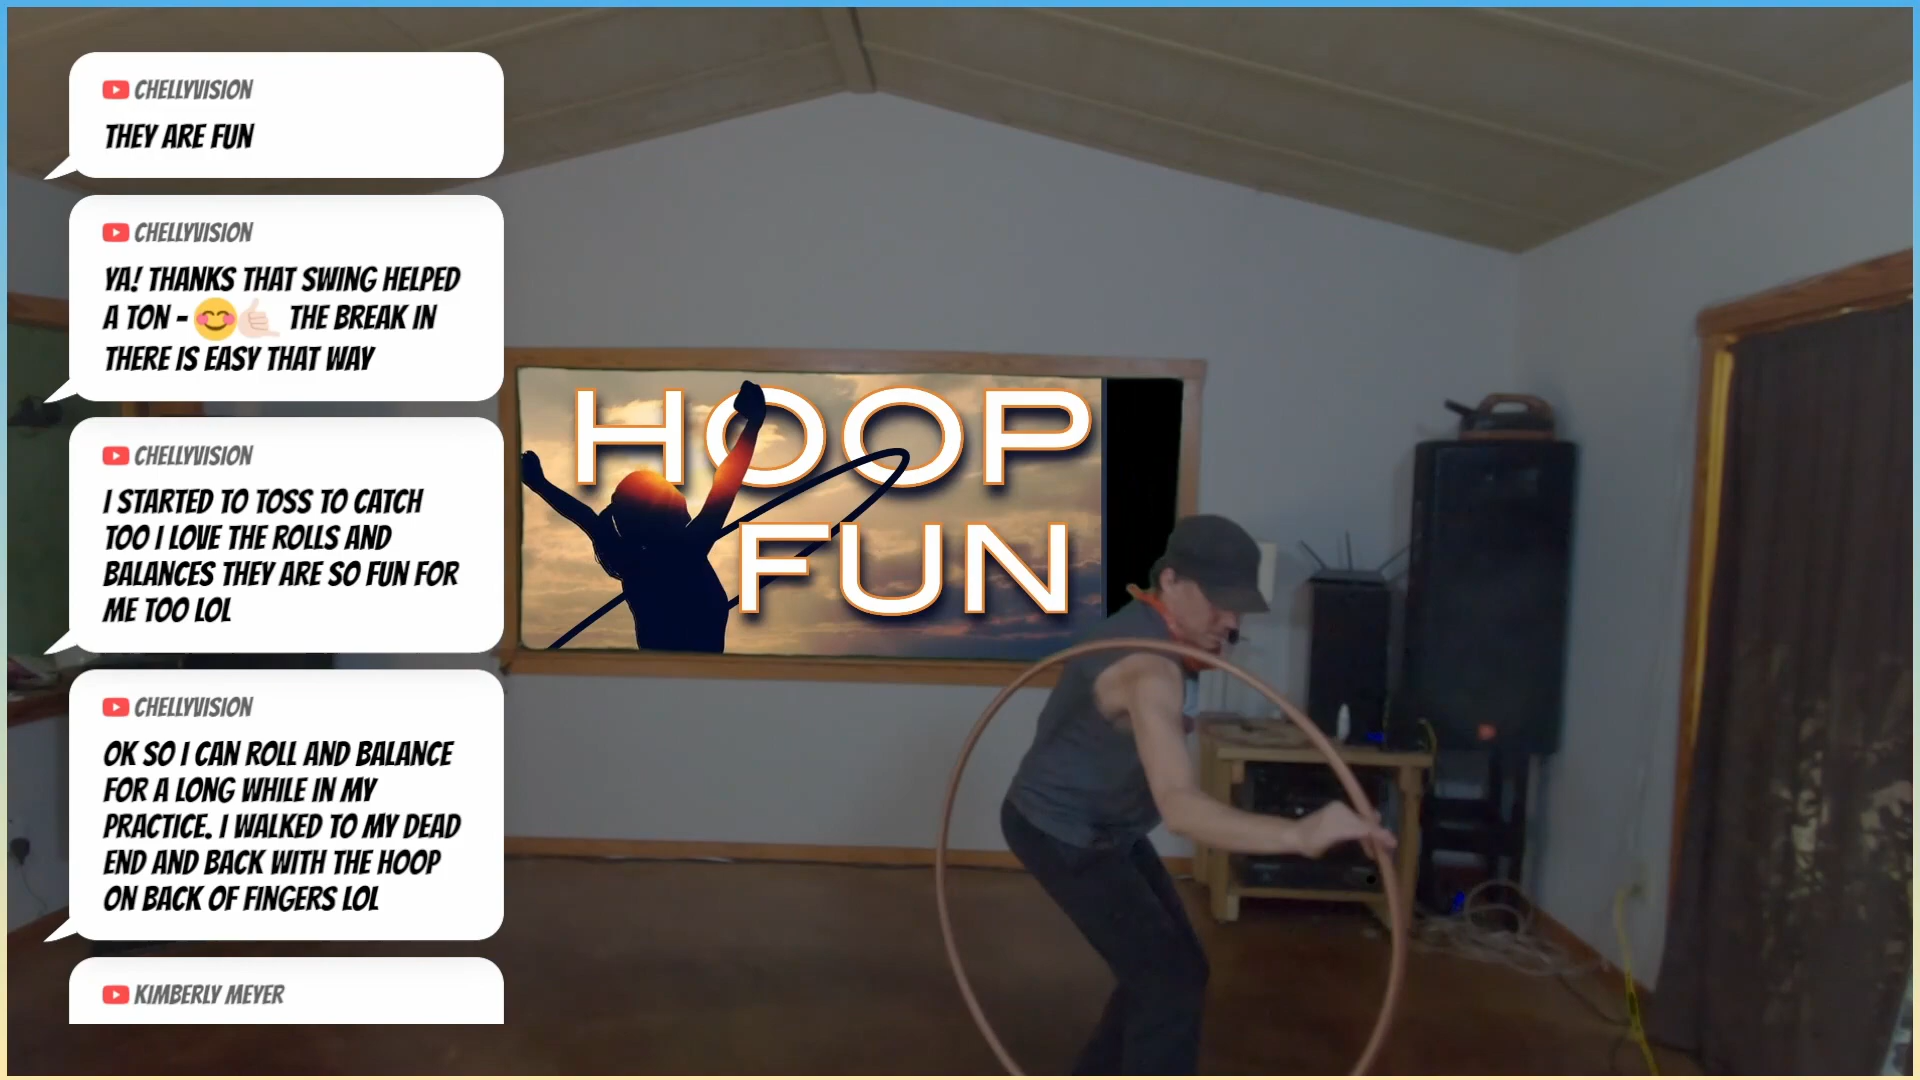 CHELLYVISION
THEY ARE FUN
CHELLYVISION
YA! THANKS THAT SWING HELPED
A TON - 😊🤙🏻 THE BREAK IN
THERE IS EASY THAT WAY
CHELLYVISION
I STARTED TO TOSS TO CATCH
TOO I LOVE THE ROLLS AND
BALANCES THEY ARE SO FUN FOR
ME TOO LOL
CHELLYVISION
OK SO I CAN ROLL AND BALANCE
FOR A LONG WHILE IN MY
PRACTICE. I WALKED TO MY DEAD
END AND BACK WITH THE HOOP
ON BACK OF FINGERS LOL
KIMBERLY MEYER
HOOP
FUN